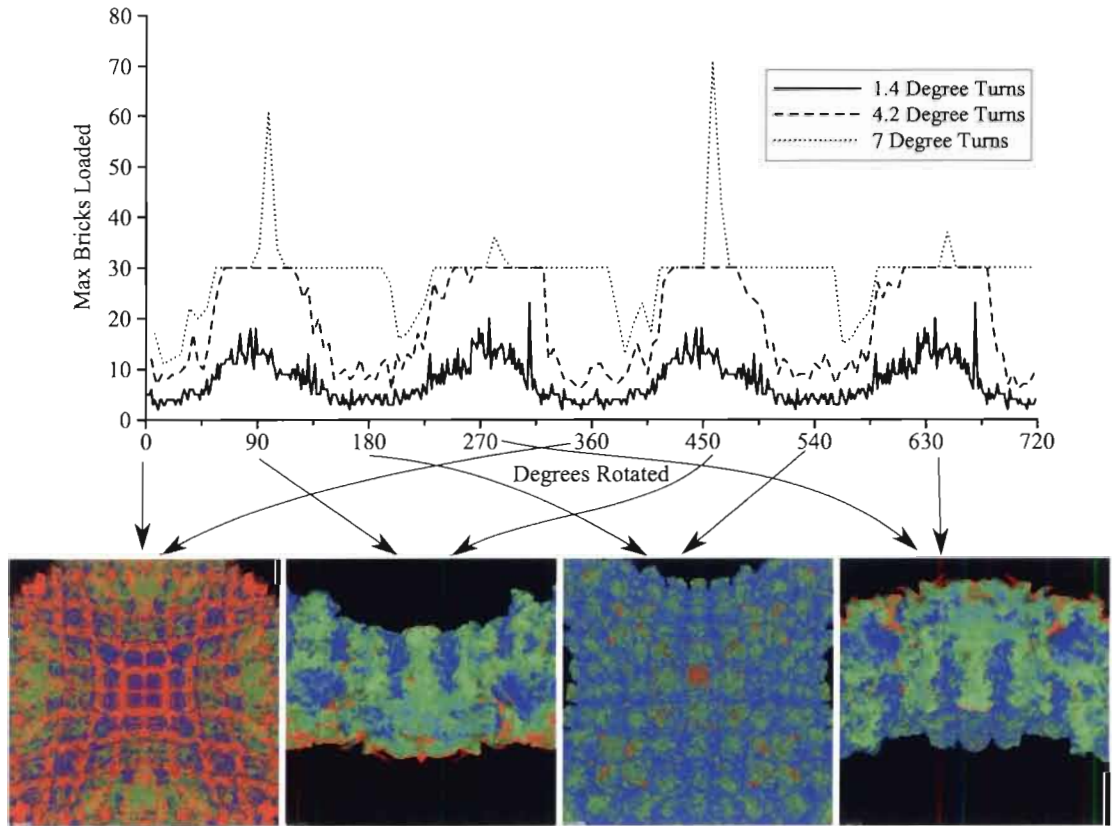 80
70
60
50
40
30
20
10
0
Max Bricks Loaded
1.4 Degree Turns
4.2 Degree Turns
7 Degree Turns
0 90 180 270 360 450 540 630 720
Degrees Rotated